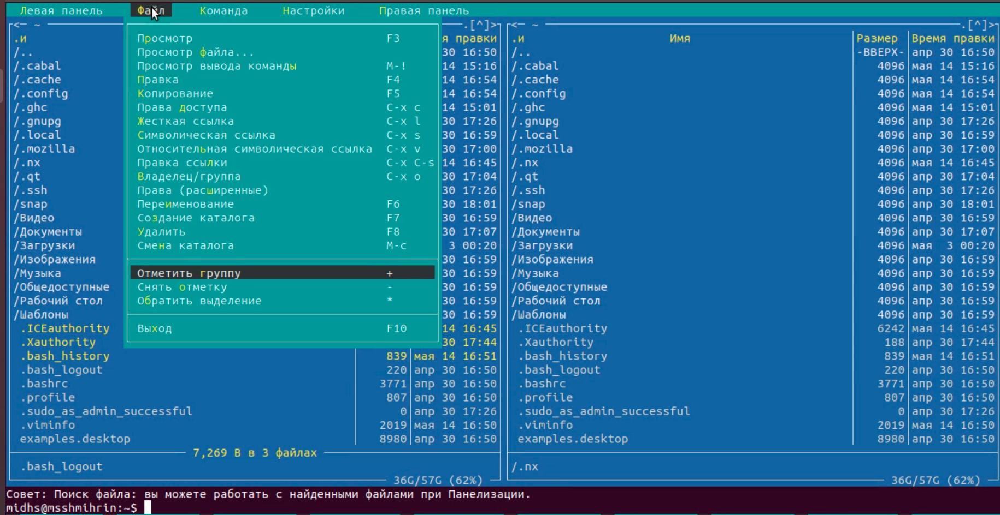 Левая панель Файл Команда Настройки Правая панель
<─ ~ .[^]> <─ ~ .[^]>
.и я правки .и Имя Размер Время правки
Просмотр F3
/.. Просмотр файла... 30 16:50 /.. -ВВЕРХ- апр 30 16:50
/.cabal Просмотр вывода команды M-! 14 15:16 /.cabal 4096 мая 14 15:16
/.cache Правка F4 14 16:54 /.cache 4096 мая 14 16:54
/.config Копирование F5 14 16:54 /.config 4096 мая 14 16:54
/.ghc Права доступа C-x c 14 15:01 /.ghc 4096 мая 14 15:01
/.gnupg Жесткая ссылка C-x l 30 17:26 /.gnupg 4096 апр 30 17:26
/.local Символическая ссылка C-x s 30 16:59 /.local 4096 апр 30 16:59
/.mozilla Относительная символическая ссылка C-x v 30 17:00 /.mozilla 4096 апр 30 17:00
/.nx Правка ссылки C-x C-s 14 16:45 /.nx 4096 мая 14 16:45
/.qt Владелец/группа C-x o 30 17:04 /.qt 4096 апр 30 17:04
/.ssh Права (расширенные) 30 17:26 /.ssh 4096 апр 30 17:26
/snap Переименование F6 30 18:01 /snap 4096 апр 30 18:01
/Видео Создание каталога F7 30 16:59 /Видео 4096 апр 30 16:59
/Документы Удалить F8 30 17:07 /Документы 4096 апр 30 17:07
/Загрузки Смена каталога M-c 3 00:20 /Загрузки 4096 мая 3 00:20
/Изображения 30 16:59 /Изображения 4096 апр 30 16:59
/Музыка Отметить группу + 30 16:59 /Музыка 4096 апр 30 16:59
/Общедоступные Снять отметку - 30 16:59 /Общедоступные 4096 апр 30 16:59
/Рабочий стол Обратить выделение * 30 16:59 /Рабочий стол 4096 апр 30 16:59
/Шаблоны 30 16:59 /Шаблоны 4096 апр 30 16:59
.ICEauthority Выход F10 14 16:45 .ICEauthority 6242 мая 14 16:45
.Xauthority 30 17:44 .Xauthority 188 апр 30 17:44
.bash_history 839 мая 14 16:51 .bash_history 839 мая 14 16:51
.bash_logout 220 апр 30 16:50 .bash_logout 220 апр 30 16:50
.bashrc 3771 апр 30 16:50 .bashrc 3771 апр 30 16:50
.profile 807 апр 30 16:50 .profile 807 апр 30 16:50
.sudo_as_admin_successful 0 апр 30 17:26 .sudo_as_admin_successful 0 апр 30 17:26
.viminfo 2019 мая 14 16:50 .viminfo 2019 мая 14 16:50
examples.desktop 8980 апр 30 16:50 examples.desktop 8980 апр 30 16:50
7,269 B в 3 файлах
.bash_logout /.nx
36G/57G (62%) 36G/57G (62%)
Совет: Поиск файла: вы можете работать с найденными файлами при Панелизации.
midhs@msshmihrin:~$